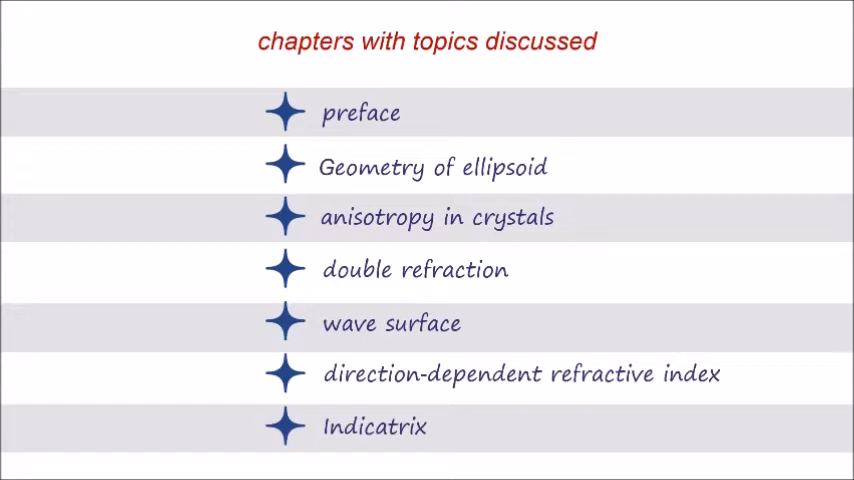 chapters with topics discussed
preface
Geometry of ellipsoid
anisotropy in crystals
double refraction
wave surface
direction-dependent refractive index
Indicatrix